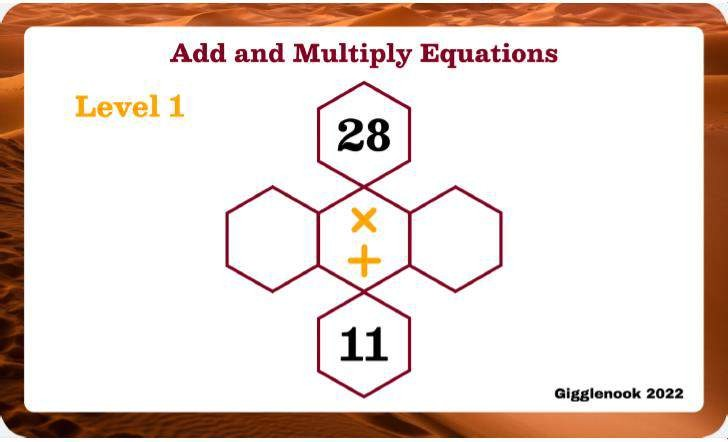 Add and Multiply Equations
Level 1
28
×
+
11
Gigglenook 2022